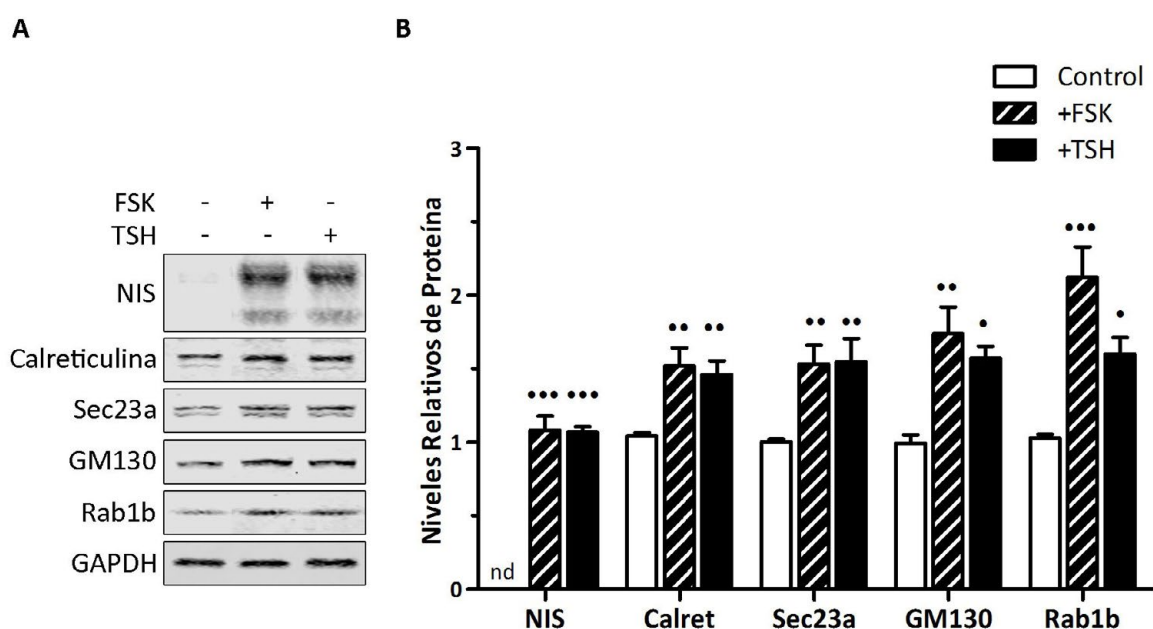 A
FSK - + -
TSH - - +
NIS
Calreticulina
Sec23a
GM130
Rab1b
GAPDH
B
Control
+FSK
+TSH
Niveles Relativos de Proteína
3
2
1
0
nd
••• •••
•• ••
•• ••
•• •
••• •
NIS Calret Sec23a GM130 Rab1b